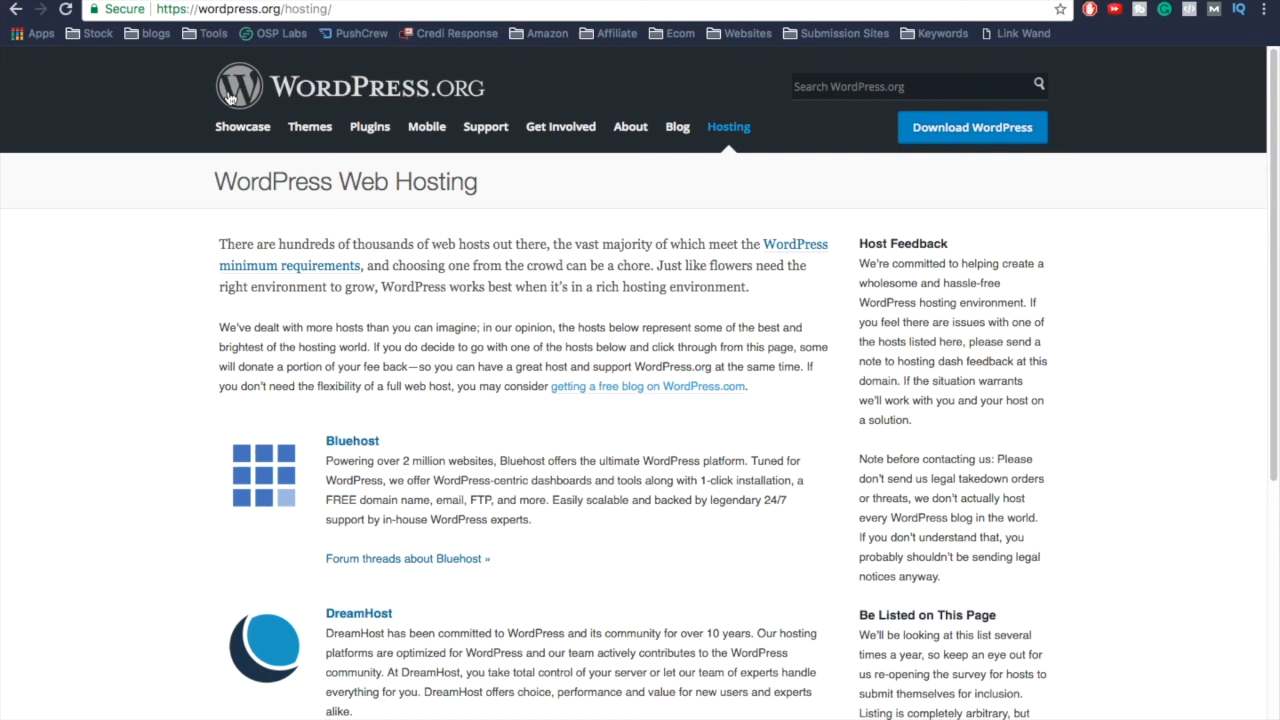 Secure https://wordpress.org/hosting/
Apps Stock blogs Tools OSP Labs PushCrew Credi Response Amazon Affiliate Ecom Websites Submission Sites Keywords Link Wand
WORDPRESS.ORG
Search WordPress.org
Showcase Themes Plugins Mobile Support Get Involved About Blog Hosting
Download WordPress
WordPress Web Hosting
There are hundreds of thousands of web hosts out there, the vast majority of which meet the WordPress
minimum requirements, and choosing one from the crowd can be a chore. Just like flowers need the
right environment to grow, WordPress works best when it's in a rich hosting environment.
We've dealt with more hosts than you can imagine; in our opinion, the hosts below represent some of the best and
brightest of the hosting world. If you do decide to go with one of the hosts below and click through from this page, some
will donate a portion of your fee back—so you can have a great host and support WordPress.org at the same time. If
you don't need the flexibility of a full web host, you may consider getting a free blog on WordPress.com.
Bluehost
Powering over 2 million websites, Bluehost offers the ultimate WordPress platform. Tuned for
WordPress, we offer WordPress-centric dashboards and tools along with 1-click installation, a
FREE domain name, email, FTP, and more. Easily scalable and backed by legendary 24/7
support by in-house WordPress experts.
Forum threads about Bluehost »
DreamHost
DreamHost has been committed to WordPress and its community for over 10 years. Our hosting
platforms are optimized for WordPress and our team actively contributes to the WordPress
community. At DreamHost, you take total control of your server or let our team of experts handle
everything for you. DreamHost offers choice, performance and value for new users and experts
alike.
Host Feedback
We're committed to helping create a
wholesome and hassle-free
WordPress hosting environment. If
you feel there are issues with one of
the hosts listed here, please send a
note to hosting dash feedback at this
domain. If the situation warrants
we'll work with you and your host on
a solution.
Note before contacting us: Please
don't send us legal takedown orders
or threats, we don't actually host
every WordPress blog in the world.
If you don't understand that, you
probably shouldn't be sending legal
notices anyway.
Be Listed on This Page
We'll be looking at this list several
times a year, so keep an eye out for
us re-opening the survey for hosts to
submit themselves for inclusion.
Listing is completely arbitrary, but